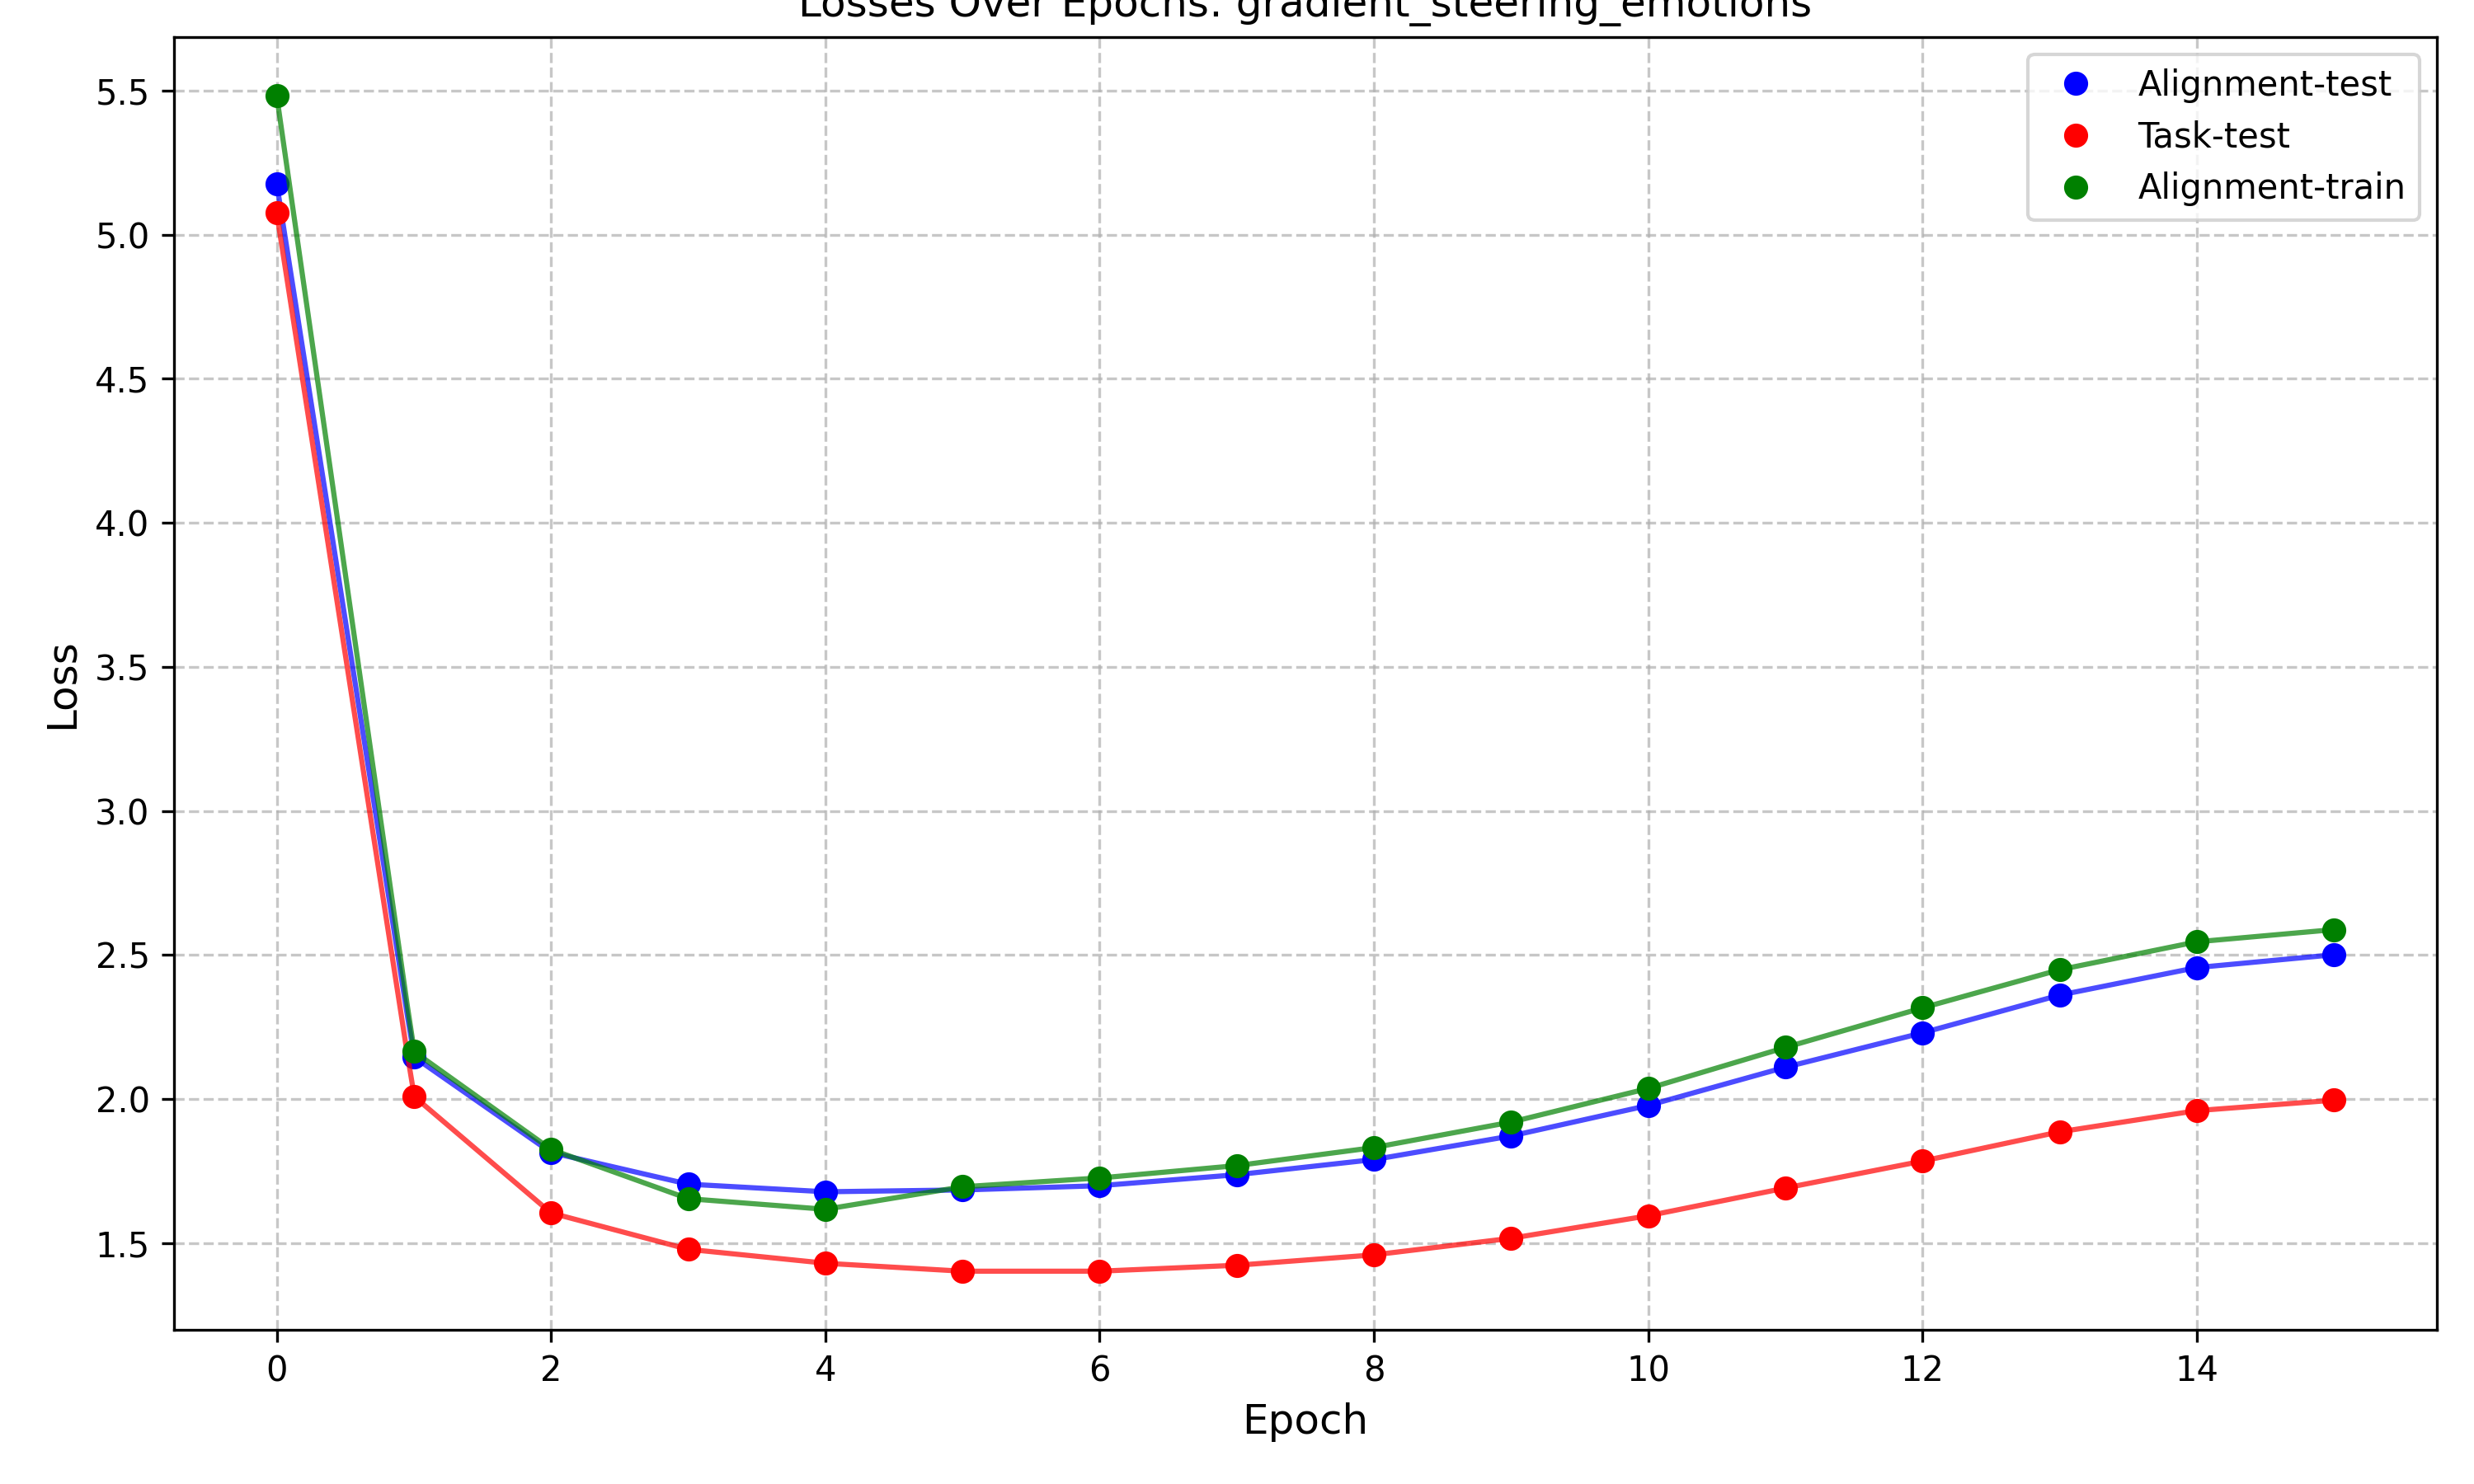 Losses Over Epochs: gradient_steering_emotions
Alignment-test
Task-test
Alignment-train
5.5
5.0
4.5
4.0
3.5
3.0
2.5
2.0
1.5
Loss
0 2 4 6 8 10 12 14
Epoch